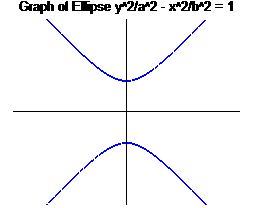 Graph of Ellipse y^2/a^2 - x^2/b^2 = 1